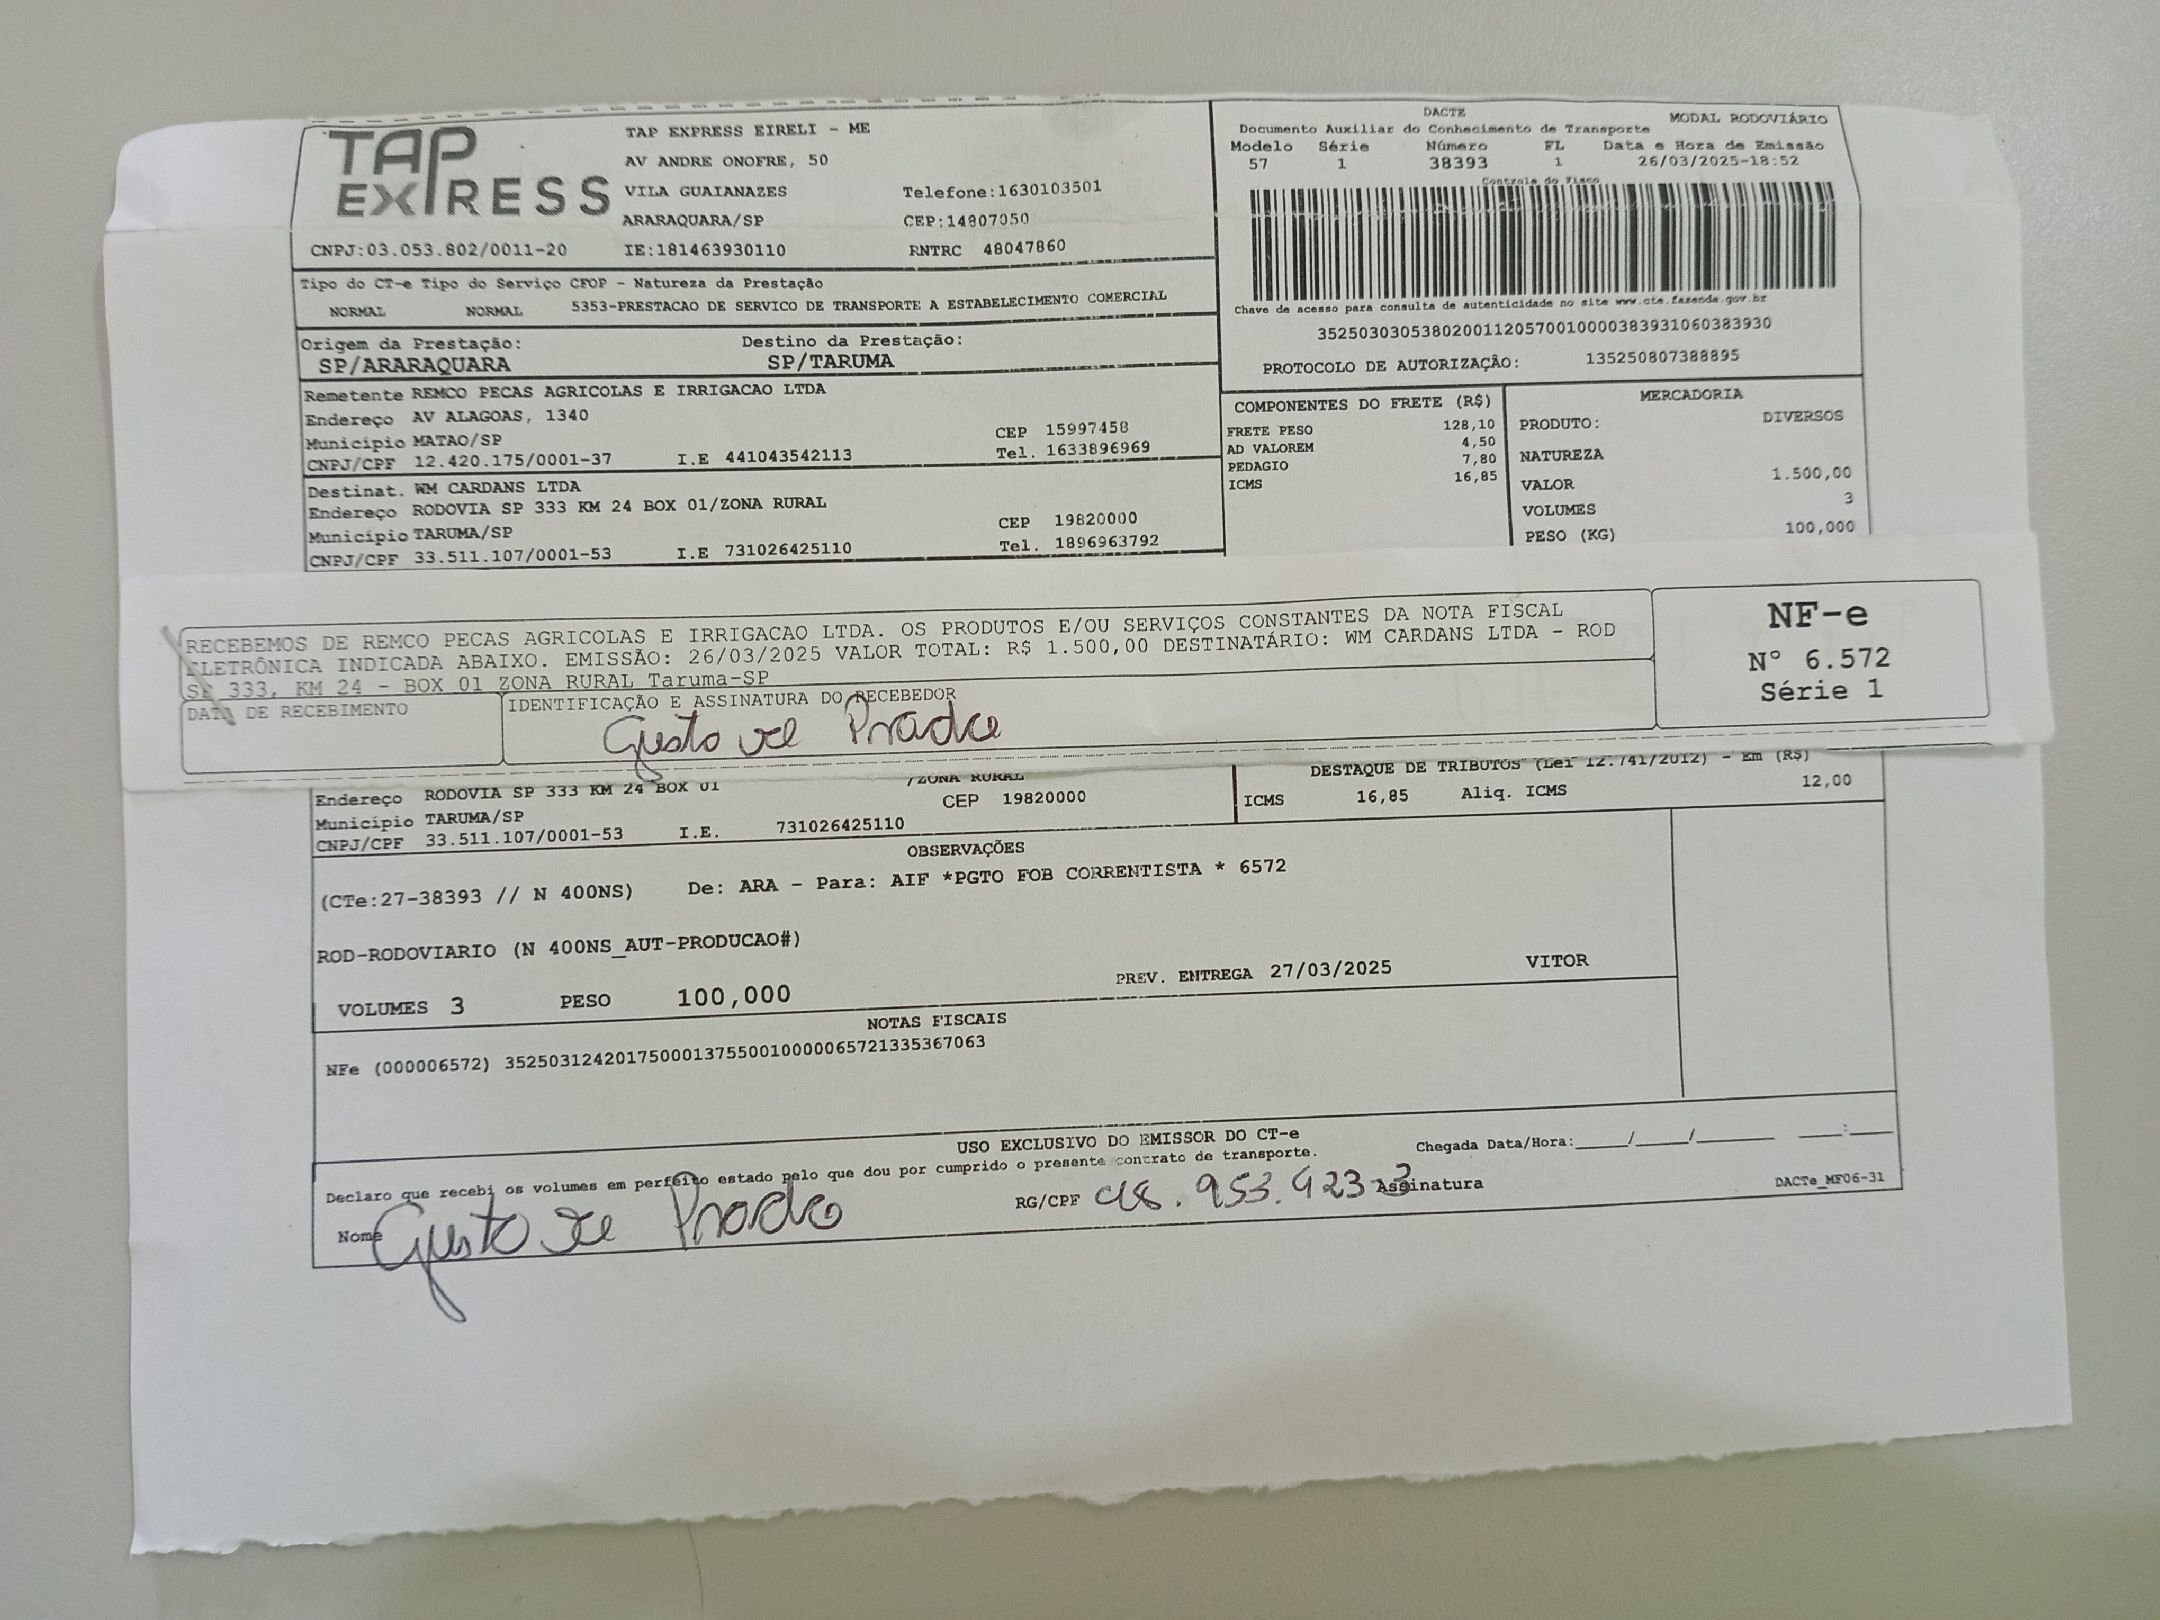 TAP EXPRESS
TAP EXPRESS EIRELI - ME
AV ANDRE ONOFRE, 50
VILA GUAIANAZES Telefone:1630103501
ARARAQUARA/SP CEP:14807050
CNPJ:03.053.802/0011-20 IE:181463930110 RNTRC 48047860
DACTE MODAL RODOVIÁRIO
Documento Auxiliar do Conhecimento de Transporte
Modelo Série Número FL Data e Hora de Emissão
57 1 38393 1 26/03/2025-18:52
Controle do Fisco
Chave de acesso para consulta de autenticidade no site www.cte.fazenda.gov.br
35250303053802001120570010000383931060383930
PROTOCOLO DE AUTORIZAÇÃO: 135250807388895
Tipo do CT-e Tipo do Serviço CFOP - Natureza da Prestação
NORMAL NORMAL 5353-PRESTACAO DE SERVICO DE TRANSPORTE A ESTABELECIMENTO COMERCIAL
Origem da Prestação: Destino da Prestação:
SP/ARARAQUARA SP/TARUMA
Remetente REMCO PECAS AGRICOLAS E IRRIGACAO LTDA
Endereço AV ALAGOAS, 1340
Município MATAO/SP CEP 15997458
CNPJ/CPF 12.420.175/0001-37 I.E 441043542113 Tel. 1633896969
Destinat. WM CARDANS LTDA
Endereço RODOVIA SP 333 KM 24 BOX 01/ZONA RURAL
Município TARUMA/SP CEP 19820000
CNPJ/CPF 33.511.107/0001-53 I.E 731026425110 Tel. 1896963792
COMPONENTES DO FRETE (R$)
FRETE PESO 128,10
AD VALOREM 4,50
PEDAGIO 7,80
ICMS 16,85
MERCADORIA
PRODUTO: DIVERSOS
NATUREZA
VALOR 1.500,00
VOLUMES 3
PESO (KG) 100,000
RECEBEMOS DE REMCO PECAS AGRICOLAS E IRRIGACAO LTDA. OS PRODUTOS E/OU SERVIÇOS CONSTANTES DA NOTA FISCAL
ELETRÔNICA INDICADA ABAIXO. EMISSÃO: 26/03/2025 VALOR TOTAL: R$ 1.500,00 DESTINATÁRIO: WM CARDANS LTDA - ROD
SP 333, KM 24 - BOX 01 ZONA RURAL Taruma-SP
DATA DE RECEBIMENTO IDENTIFICAÇÃO E ASSINATURA DO RECEBEDOR
Prado
NF-e
Nº 6.572
Série 1
Endereço RODOVIA SP 333 KM 24 BOX 01 /ZONA RURAL
Município TARUMA/SP CEP 19820000
CNPJ/CPF 33.511.107/0001-53 I.E. 731026425110
DESTAQUE DE TRIBUTOS (Lei 12.741/2012) - Em (R$)
ICMS 16,85 Aliq. ICMS 12,00
OBSERVAÇÕES
(CTe:27-38393 // N 400NS) De: ARA - Para: AIF *PGTO FOB CORRENTISTA * 6572
ROD-RODOVIARIO (N 400NS_AUT-PRODUCAO#)
PREV. ENTREGA 27/03/2025 VITOR
VOLUMES 3 PESO 100,000
NOTAS FISCAIS
NFe (000006572) 35250312420175000137550010000065721335367063
USO EXCLUSIVO DO EMISSOR DO CT-e
Declaro que recebi os volumes em perfeito estado pelo que dou por cumprido o presente contrato de transporte.
Chegada Data/Hora:____/____/______ ___:___
Nome Prado RG/CPF Assinatura
DACTe_MF06-31